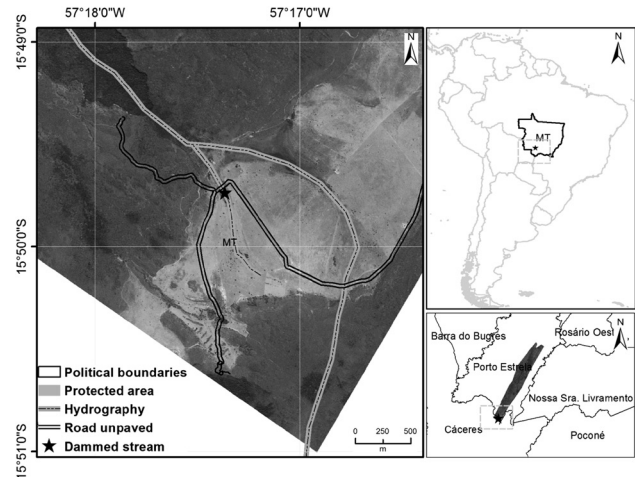 57°18'0"W
57°17'0"W
15°49'0"S
N
MT
15°50'0"S
Political boundaries
Protected area
Hydrography
Road unpaved
Dammed stream
0 250 500
m
15°51'0"S
N
MT
N
Barra do Bugres
Rosário Oest
Porto Estrela
Nossa Sra. Livramento
Cáceres
Poconé